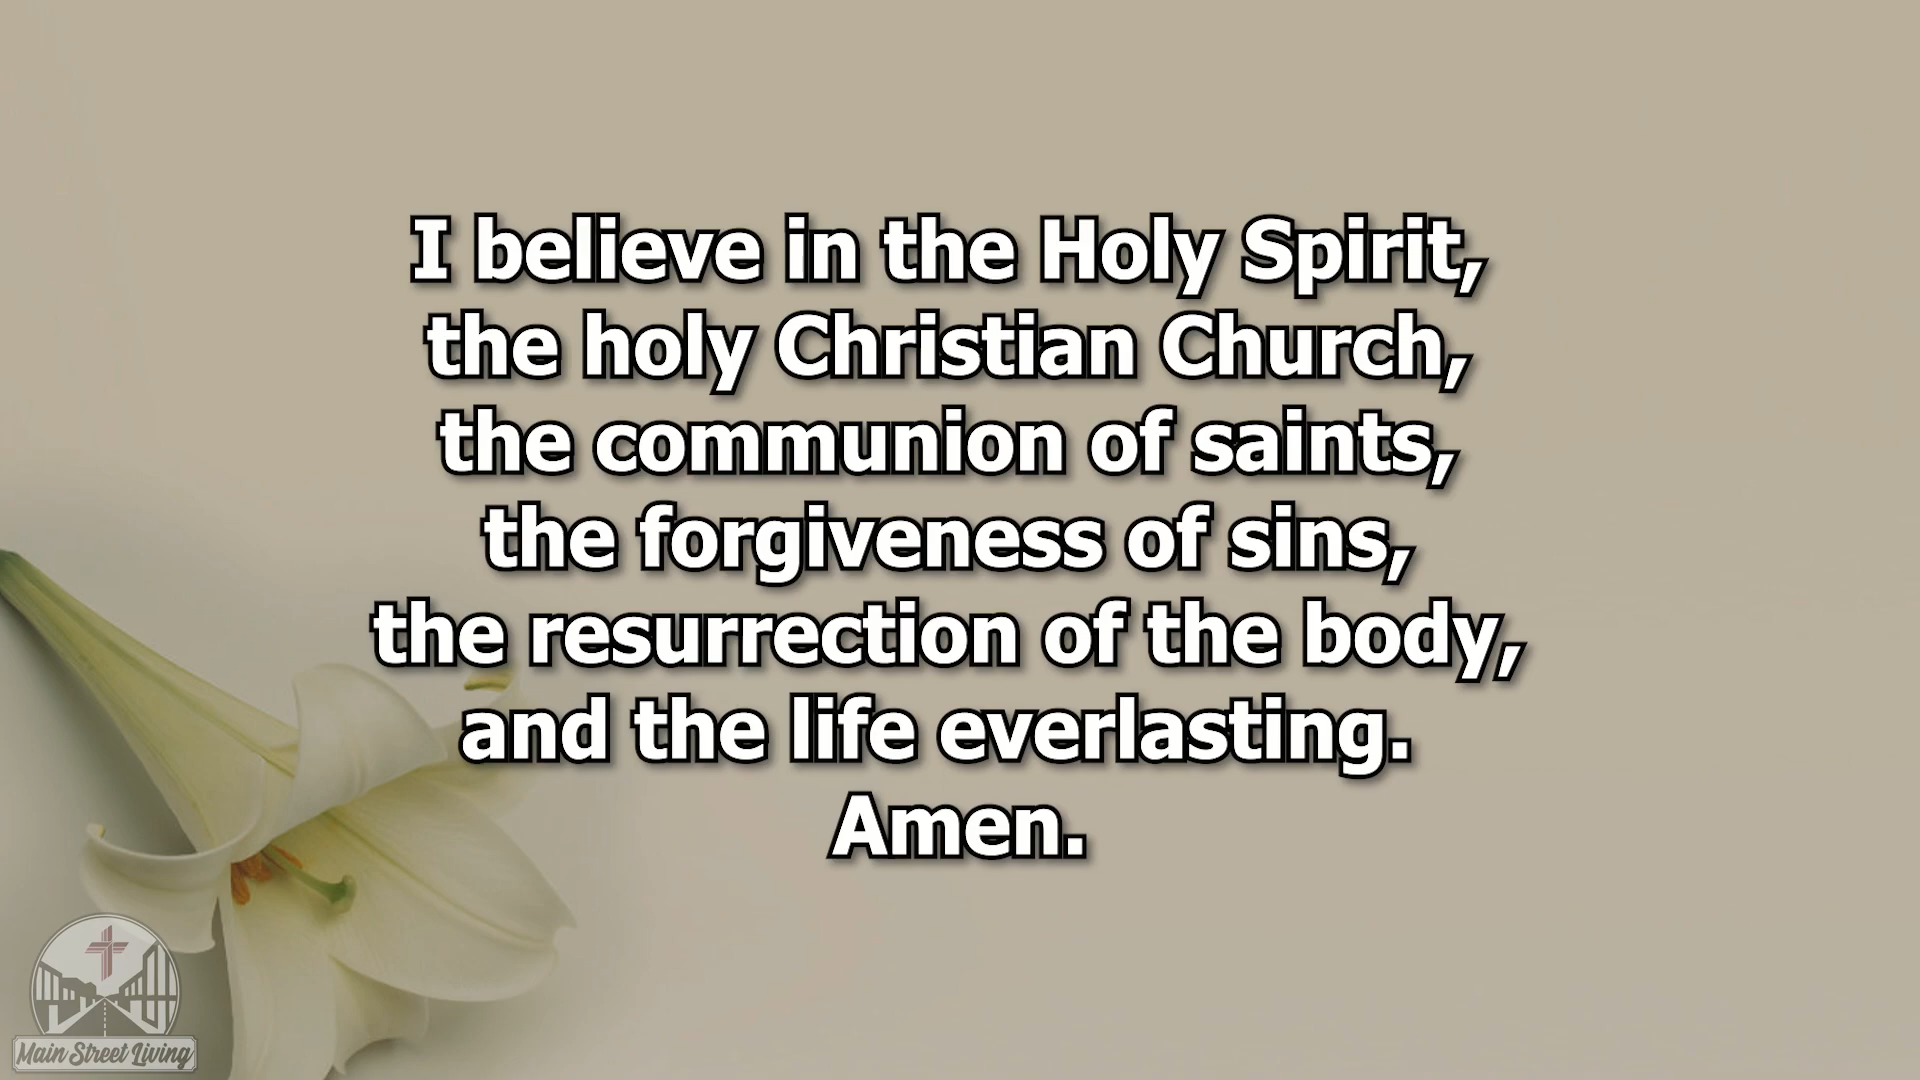 I believe in the Holy Spirit,
the holy Christian Church,
the communion of saints,
the forgiveness of sins,
the resurrection of the body,
and the life everlasting.
Amen.
Main Street Living